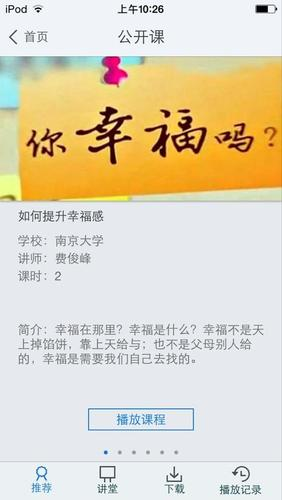 iPod 上午10:26
首页 公开课
你幸福吗?
如何提升幸福感
学校：南京大学
讲师：费俊峰
课时：2
简介：幸福在那里？幸福是什么？幸福不是天
上掉馅饼，靠上天给与；也不是父母别人给
的，幸福是需要我们自己去找的。
播放课程
推荐 讲堂 下载 播放记录